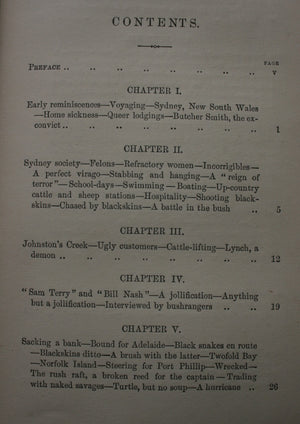 CONTENTS.
PAGE
PREFACE .. .. .. .. .. .. .. .. v
CHAPTER I.
Early reminiscences—Voyaging—Sydney, New South Wales
—Home sickness—Queer lodgings—Butcher Smith, the ex-
convict .. .. .. .. .. .. .. .. 1
CHAPTER II.
Sydney society—Felons—Refractory women—Incorrigibles—
A perfect virago—Stabbing and hanging—A "reign of
terror"—School-days—Swimming—Boating—Up-country
cattle and sheep stations—Hospitality—Shooting black-
skins—Chased by blackskins—A battle in the bush .. 5
CHAPTER III.
Johnston's Creek—Ugly customers—Cattle-lifting—Lynch, a
demon .. .. .. .. .. .. .. .. 12
CHAPTER IV.
"Sam Terry" and "Bill Nash"—A jollification—Anything
but a jollification—Interviewed by bushrangers .. .. 19
CHAPTER V.
Sacking a bank—Bound for Adelaide—Black snakes en route
—Blackskins ditto—A brush with the latter—Twofold Bay
—Norfolk Island—Steering for Port Phillip—Wrecked—
The rush raft, a broken reed for the captain—Trading
with naked savages—Turtle, but no soup—A hurricane .. 26